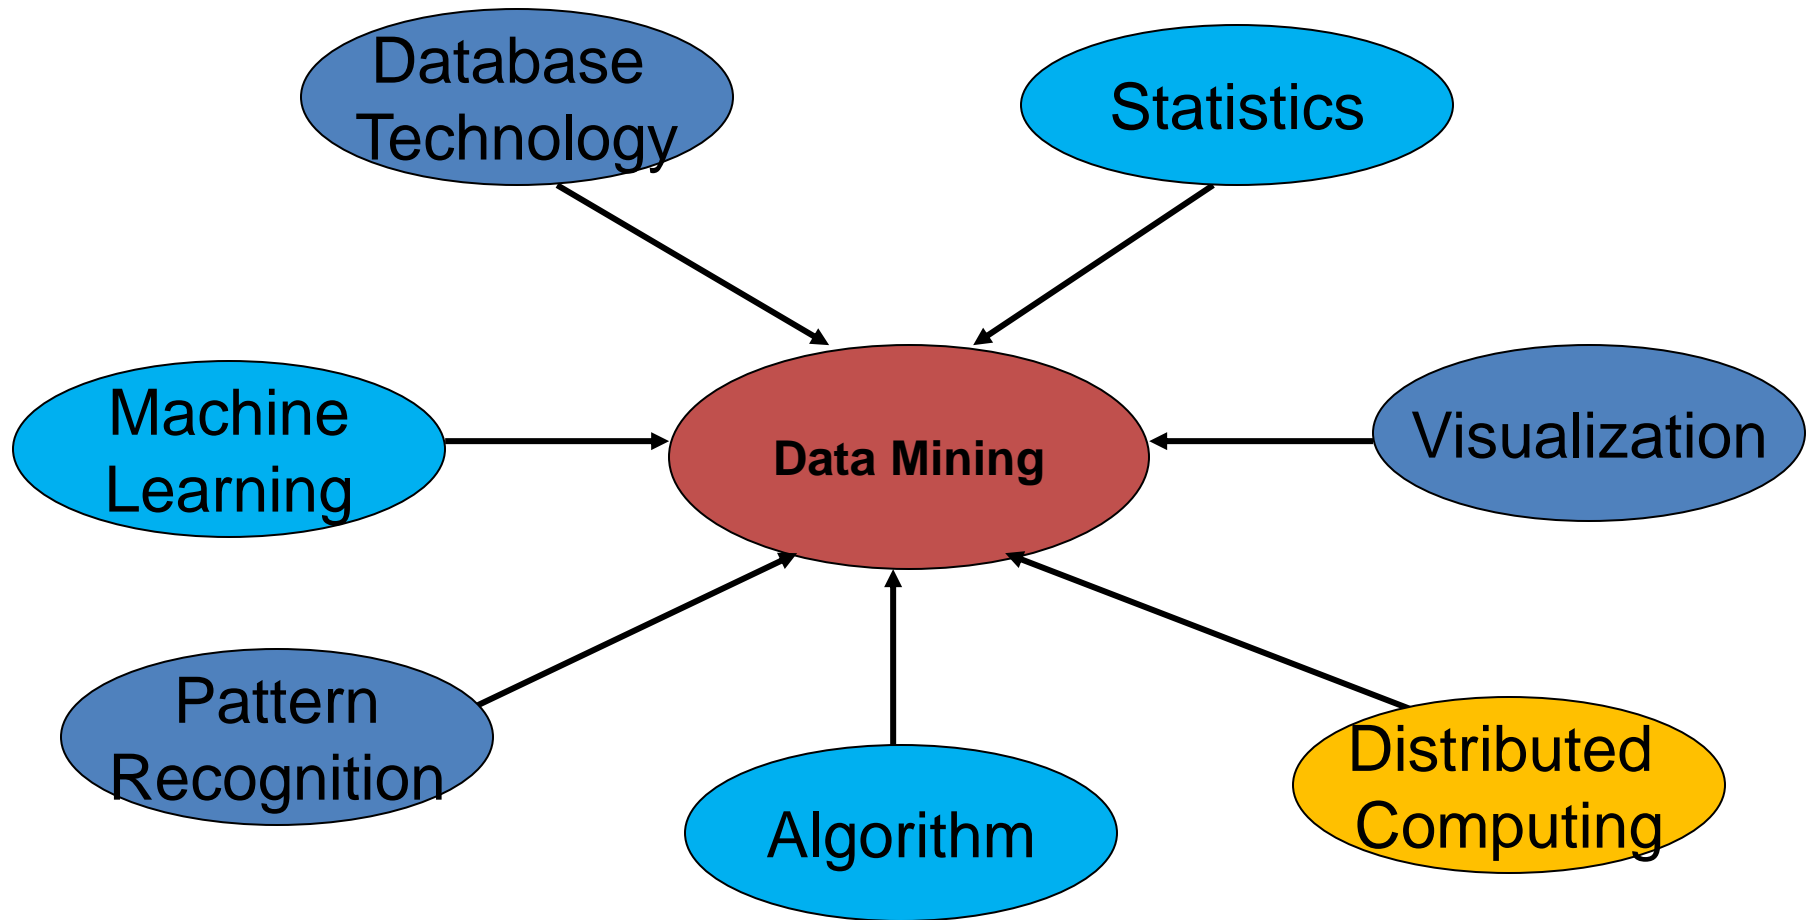 Database
Technology
Statistics
Machine
Learning
Data Mining
Visualization
Pattern
Recognition
Algorithm
Distributed
Computing